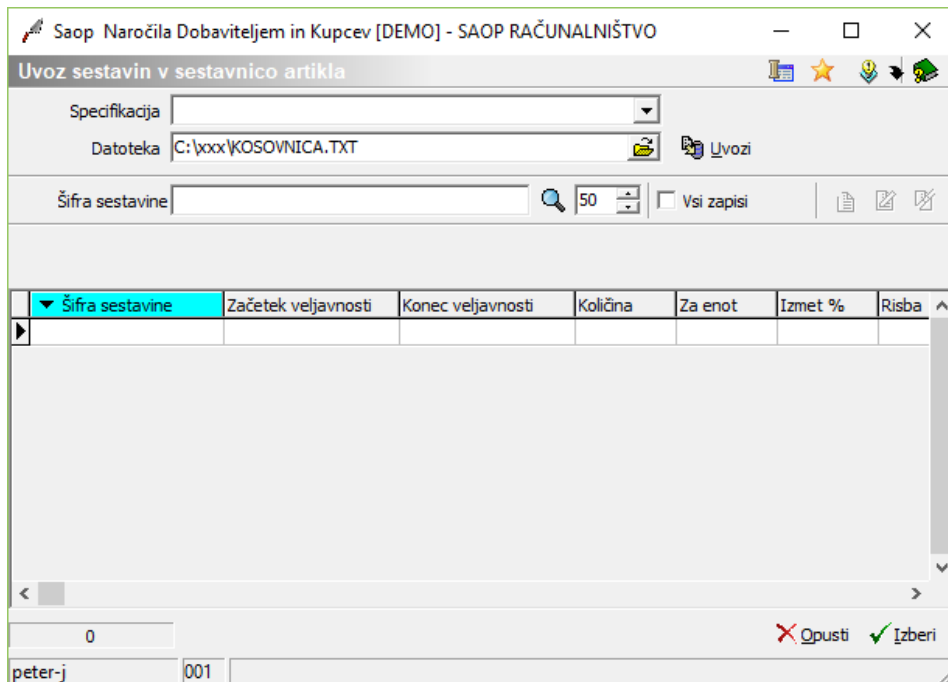 Saop Naročila Dobaviteljem in Kupcev [DEMO] - SAOP RAČUNALNIŠTVO
Uvoz sestavin v sestavnico artikla
Specifikacija
Datoteka C:\xxx\KOSOVNICA.TXT Uvozi
Šifra sestavine 50 Vsi zapisi
Šifra sestavine Začetek veljavnosti Konec veljavnosti Količina Za enot Izmet % Risba
0 Opusti Izberi
peter-j 001